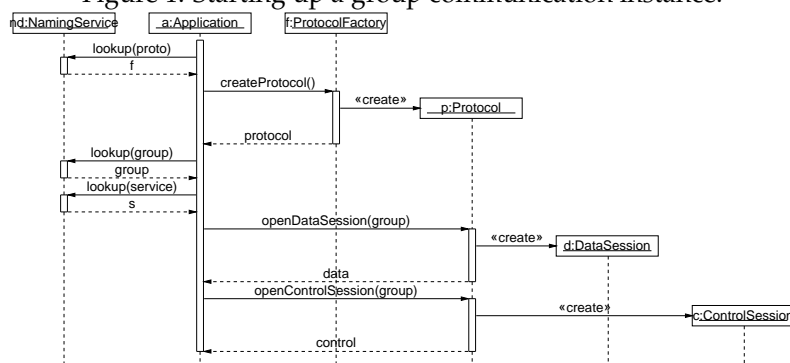 Figure 1: Starting up a group communication instance.
nd:NamingService a:Application f:ProtocolFactory
lookup(proto)
f
createProtocol()
«create»
p:Protocol
protocol
lookup(group)
group
lookup(service)
s
openDataSession(group)
«create»
d:DataSession
data
openControlSession(group)
«create»
c:ControlSession
control